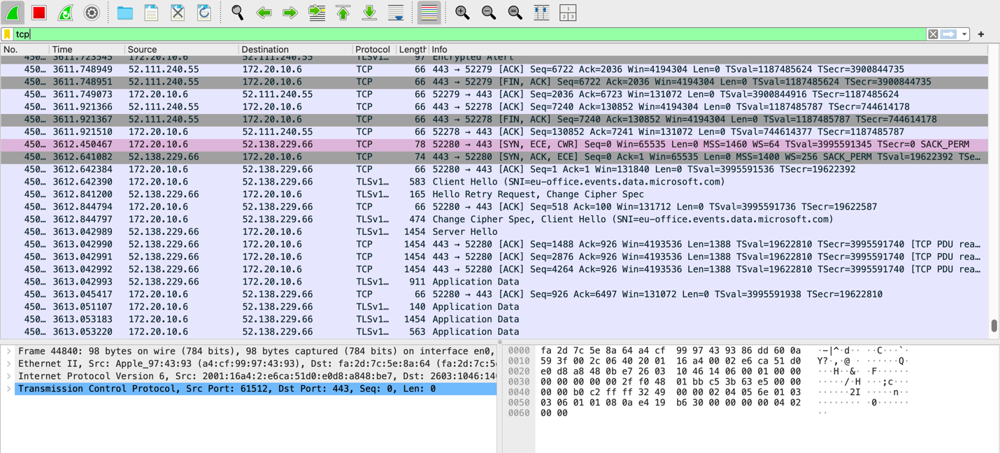 tcp
No. Time Source Destination Protocol Length Info
450… 3611.723545 172.20.10.6 52.111.240.55 TLSv1… 97 Encrypted Alert
450… 3611.748949 52.111.240.55 172.20.10.6 TCP 66 443 → 52279 [ACK] Seq=6722 Ack=2036 Win=4194304 Len=0 TSval=1187485624 TSecr=3900844735
450… 3611.748951 52.111.240.55 172.20.10.6 TCP 66 443 → 52279 [FIN, ACK] Seq=6722 Ack=2036 Win=4194304 Len=0 TSval=1187485624 TSecr=3900844735
450… 3611.749073 172.20.10.6 52.111.240.55 TCP 66 52279 → 443 [ACK] Seq=2036 Ack=6723 Win=131072 Len=0 TSval=3900844916 TSecr=1187485624
450… 3611.921366 52.111.240.55 172.20.10.6 TCP 66 443 → 52278 [ACK] Seq=7240 Ack=130852 Win=4194304 Len=0 TSval=1187485787 TSecr=744614178
450… 3611.921367 52.111.240.55 172.20.10.6 TCP 66 443 → 52278 [FIN, ACK] Seq=7240 Ack=130852 Win=4194304 Len=0 TSval=1187485787 TSecr=744614178
450… 3611.921510 172.20.10.6 52.111.240.55 TCP 66 52278 → 443 [ACK] Seq=130852 Ack=7241 Win=131072 Len=0 TSval=744614377 TSecr=1187485787
450… 3612.450467 172.20.10.6 52.138.229.66 TCP 78 52280 → 443 [SYN, ECE, CWR] Seq=0 Win=65535 Len=0 MSS=1460 WS=64 TSval=3995591345 TSecr=0 SACK_PERM
450… 3612.641082 52.138.229.66 172.20.10.6 TCP 74 443 → 52280 [SYN, ACK, ECE] Seq=0 Ack=1 Win=65535 Len=0 MSS=1400 WS=256 SACK_PERM TSval=19622392 TSe…
450… 3612.642384 172.20.10.6 52.138.229.66 TCP 66 52280 → 443 [ACK] Seq=1 Ack=1 Win=131840 Len=0 TSval=3995591536 TSecr=19622392
450… 3612.642390 172.20.10.6 52.138.229.66 TLSv1… 583 Client Hello (SNI=eu-office.events.data.microsoft.com)
450… 3612.841200 52.138.229.66 172.20.10.6 TLSv1… 165 Hello Retry Request, Change Cipher Spec
450… 3612.844794 172.20.10.6 52.138.229.66 TCP 66 52280 → 443 [ACK] Seq=518 Ack=100 Win=131712 Len=0 TSval=3995591736 TSecr=19622587
450… 3612.844797 172.20.10.6 52.138.229.66 TLSv1… 474 Change Cipher Spec, Client Hello (SNI=eu-office.events.data.microsoft.com)
450… 3613.042989 52.138.229.66 172.20.10.6 TLSv1… 1454 Server Hello
450… 3613.042990 52.138.229.66 172.20.10.6 TCP 1454 443 → 52280 [ACK] Seq=1488 Ack=926 Win=4193536 Len=1388 TSval=19622810 TSecr=3995591740 [TCP PDU rea…
450… 3613.042991 52.138.229.66 172.20.10.6 TCP 1454 443 → 52280 [ACK] Seq=2876 Ack=926 Win=4193536 Len=1388 TSval=19622810 TSecr=3995591740 [TCP PDU rea…
450… 3613.042992 52.138.229.66 172.20.10.6 TCP 1454 443 → 52280 [ACK] Seq=4264 Ack=926 Win=4193536 Len=1388 TSval=19622810 TSecr=3995591740 [TCP PDU rea…
450… 3613.042993 52.138.229.66 172.20.10.6 TLSv1… 911 Application Data
450… 3613.045417 172.20.10.6 52.138.229.66 TCP 66 52280 → 443 [ACK] Seq=926 Ack=6497 Win=131072 Len=0 TSval=3995591938 TSecr=19622810
450… 3613.051107 172.20.10.6 52.138.229.66 TLSv1… 140 Application Data
450… 3613.053183 172.20.10.6 52.138.229.66 TLSv1… 1454 Application Data
450… 3613.053220 172.20.10.6 52.138.229.66 TLSv1… 563 Application Data
Frame 44840: 98 bytes on wire (784 bits), 98 bytes captured (784 bits) on interface en0,
Ethernet II, Src: Apple_97:43:93 (a4:cf:99:97:43:93), Dst: fa:2d:7c:5e:8a:64 (fa:2d:7c:5
Internet Protocol Version 6, Src: 2001:16a4:2:e6ca:51d0:e0d8:a848:be7, Dst: 2603:1046:14
Transmission Control Protocol, Src Port: 61512, Dst Port: 443, Seq: 0, Len: 0
0000 fa 2d 7c 5e 8a 64 a4 cf 99 97 43 93 86 dd 60 0a ·-|^·d·· ··C···`·
0010 59 3f 00 2c 06 40 20 01 16 a4 00 02 e6 ca 51 d0 Y?·,·@ · ······Q·
0020 e0 d8 a8 48 0b e7 26 03 10 46 14 06 00 01 00 00 ···H··&· ·F······
0030 00 00 00 00 00 2f f0 48 01 bb c5 3b 63 e5 00 00 ·····/·H ···;c···
0040 00 00 b0 c2 ff ff 32 49 00 00 02 04 05 6e 01 03 ······2I ·····n··
0050 03 06 01 01 08 0a e4 19 b6 30 00 00 00 00 04 02 ········ ·0······
0060 00 00 ··